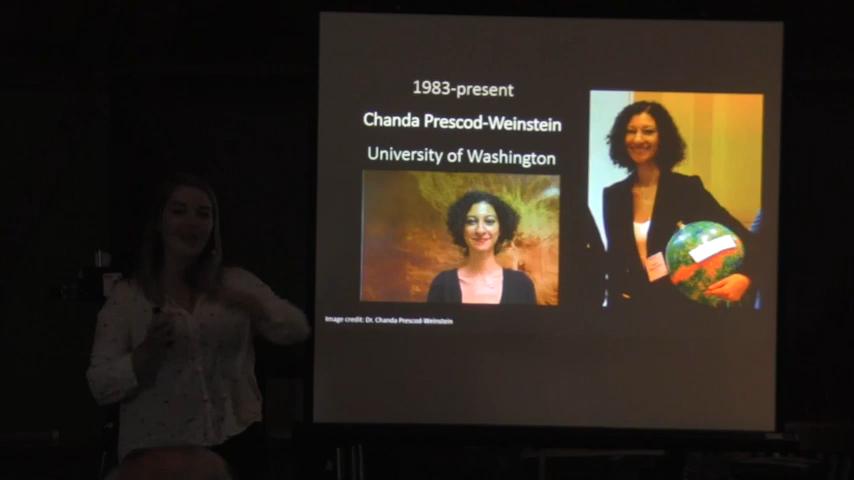 1983-present
Chanda Prescod-Weinstein
University of Washington
Image credit: Dr. Chanda Prescod-Weinstein